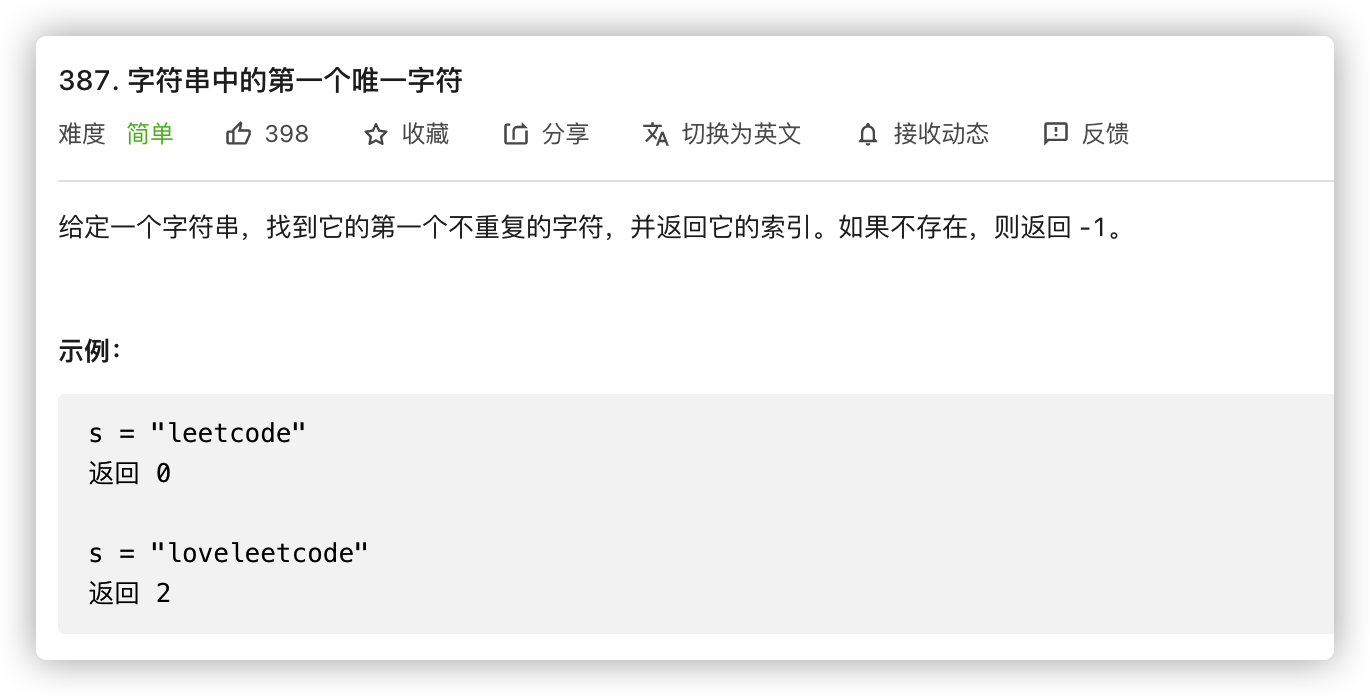 387. 字符串中的第一个唯一字符
难度 简单 398 收藏 分享 切换为英文 接收动态 反馈
给定一个字符串，找到它的第一个不重复的字符，并返回它的索引。如果不存在，则返回 -1。
示例：
s = "leetcode"
返回 0
s = "loveleetcode"
返回 2